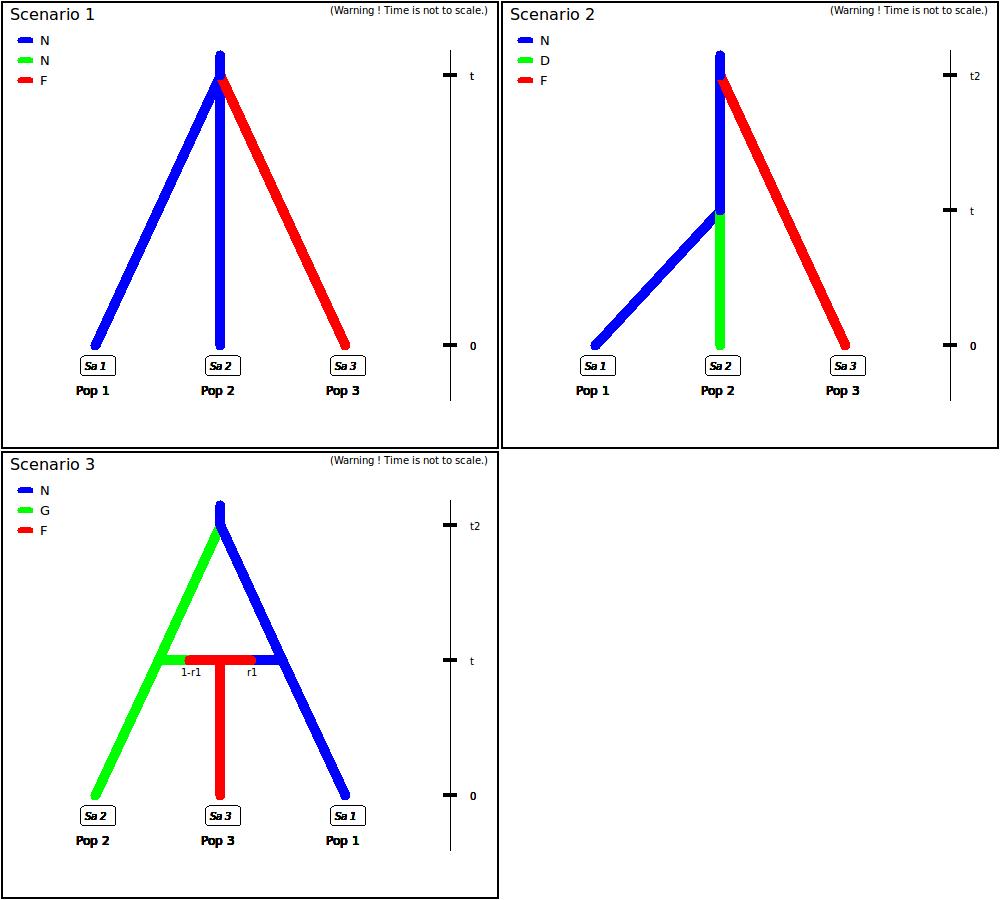 Scenario 1
(Warning ! Time is not to scale.)
N
N
F
t
0
Sa 1 Sa 2 Sa 3
Pop 1 Pop 2 Pop 3
Scenario 2
(Warning ! Time is not to scale.)
N
D
F
t2
t
0
Sa 1 Sa 2 Sa 3
Pop 1 Pop 2 Pop 3
Scenario 3
(Warning ! Time is not to scale.)
N
G
F
t2
t
1-r1 r1
0
Sa 2 Sa 3 Sa 1
Pop 2 Pop 3 Pop 1